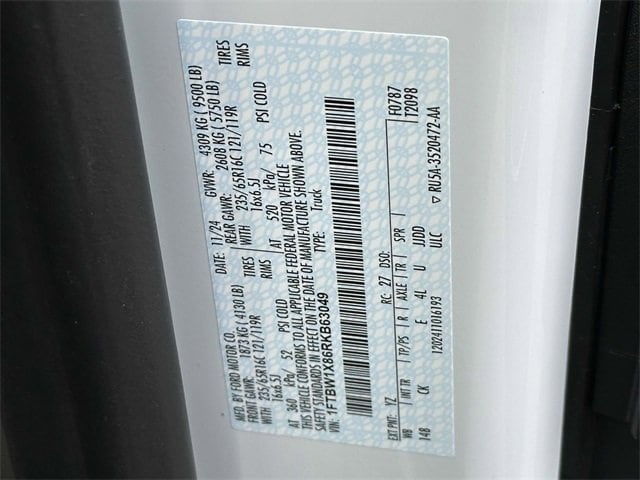 MFD. BY FORD MOTOR CO.
DATE: 11/24 GVWR: 4309 KG ( 9500 LB)
FRONT GAWR: 1873 KG ( 4130 LB) REAR GAWR: 2608 KG ( 5750 LB)
WITH 235/65R16C 121/119R TIRES WITH 235/65R16C 121/119R TIRES
16x6.5J RIMS 16x6.5J RIMS
AT 360 kPa/ 52 PSI COLD AT 520 kPa/ 75 PSI COLD
THIS VEHICLE CONFORMS TO ALL APPLICABLE FEDERAL MOTOR VEHICLE
SAFETY STANDARDS IN EFFECT ON THE DATE OF MANUFACTURE SHOWN ABOVE.
VIN: 1FTBW1X86RKB63049 TYPE: Truck
F0787
T2098
EXT PNT: YZ RC: 27 DSO:
WB INT TR TP/PS R AXLE TR SPR
148 CK E 4L U JJDD
1202411016193 ULC
▽ RU5A-3520472-AA